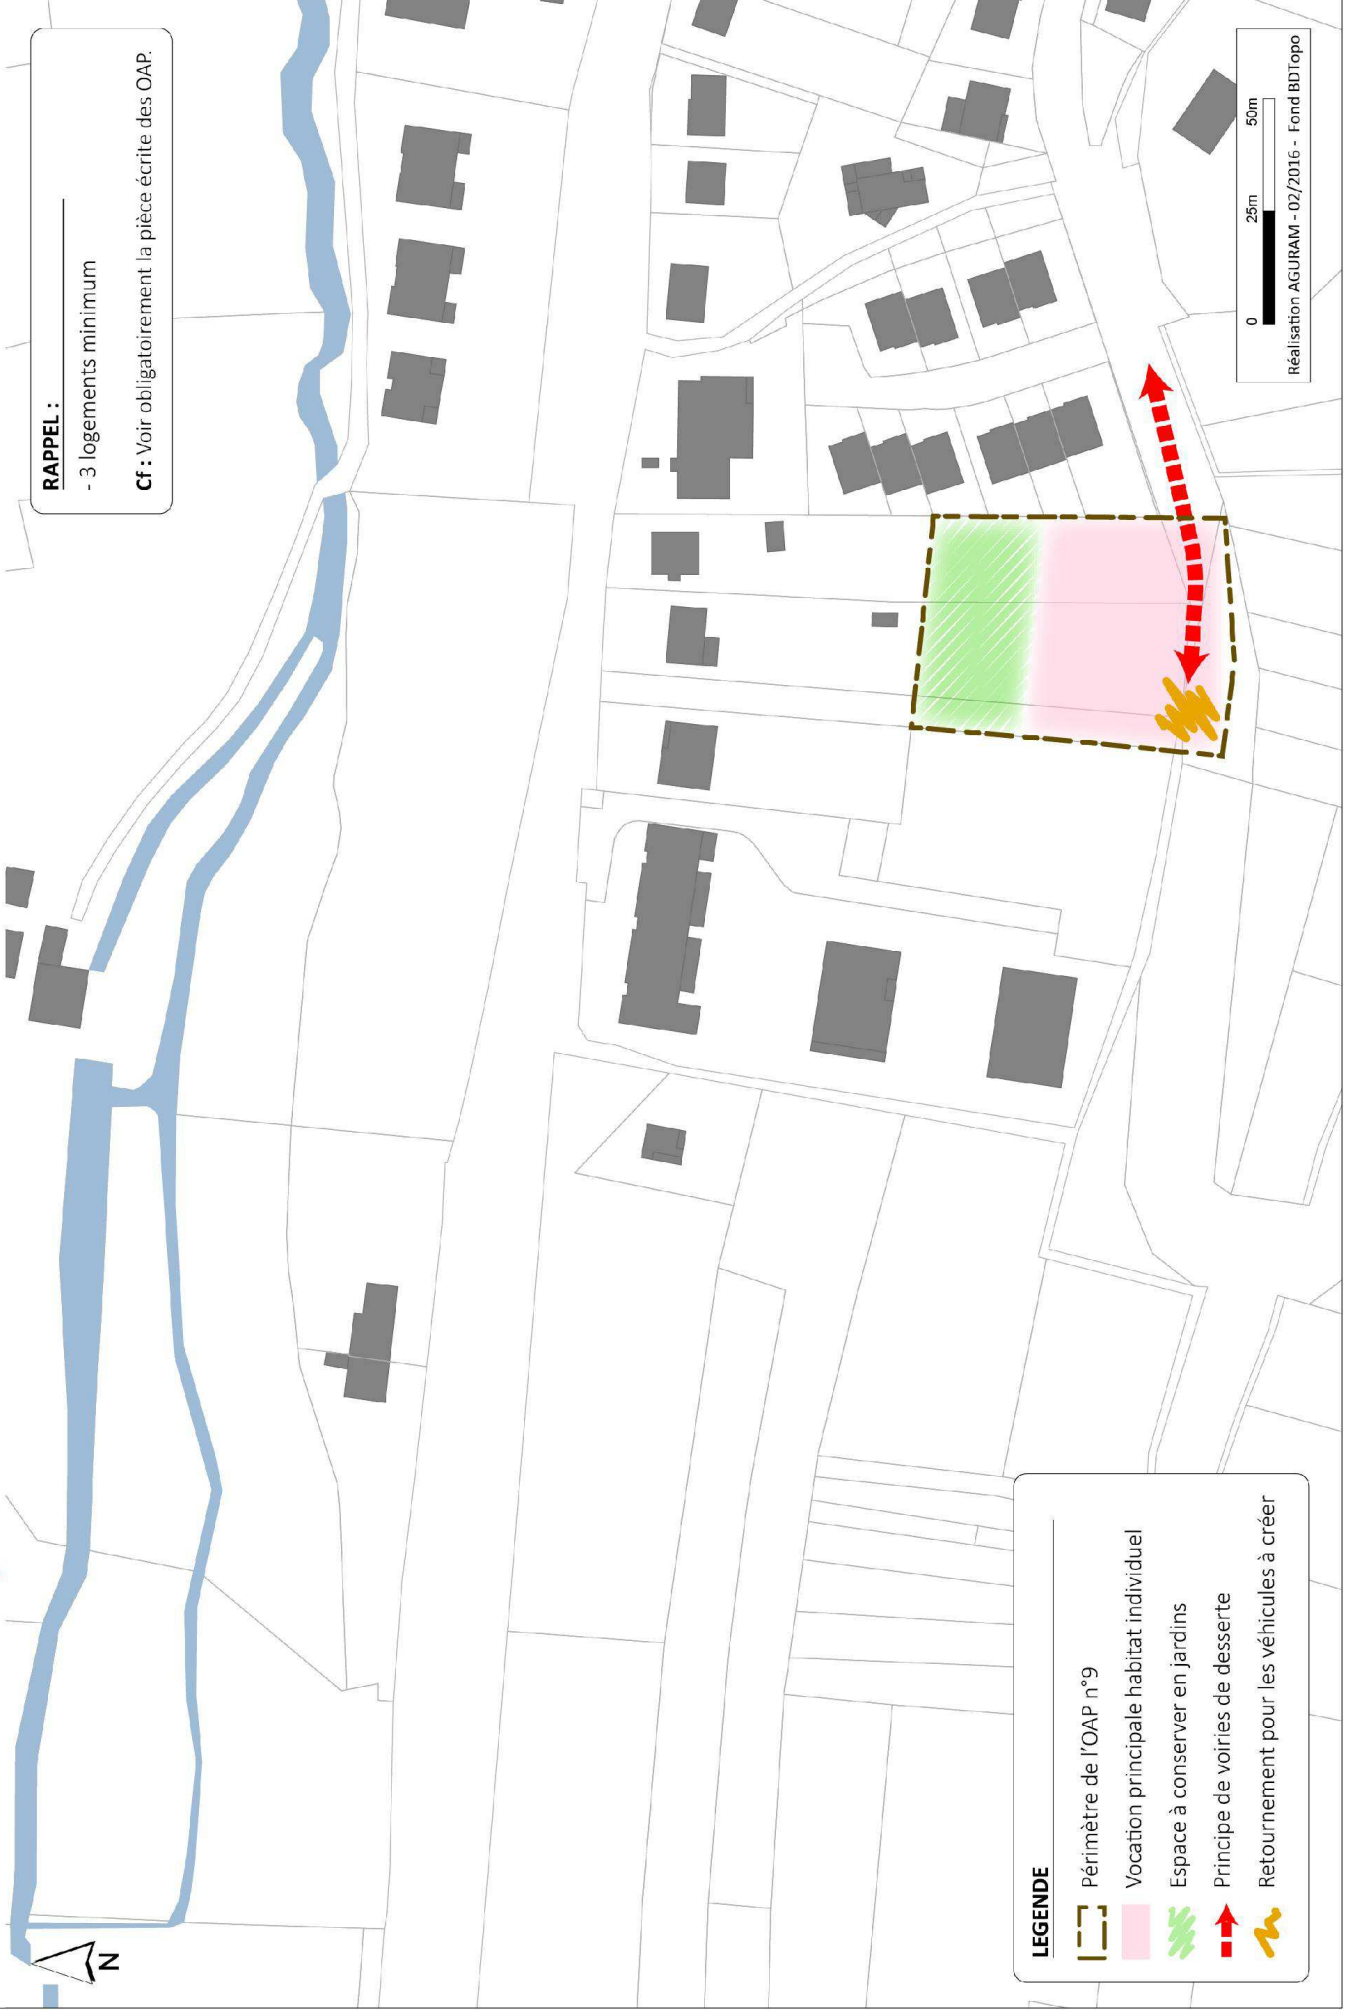 RAPPEL :
- 3 logements minimum
Cf : Voir obligatoirement la pièce écrite des OAP.
N
LEGENDE
Périmètre de l'OAP n°9
Vocation principale habitat individuel
Espace à conserver en jardins
Principe de voiries de desserte
Retournement pour les véhicules à créer
0 25m 50m
Réalisation AGURAM - 02/2016 - Fond BDTopo